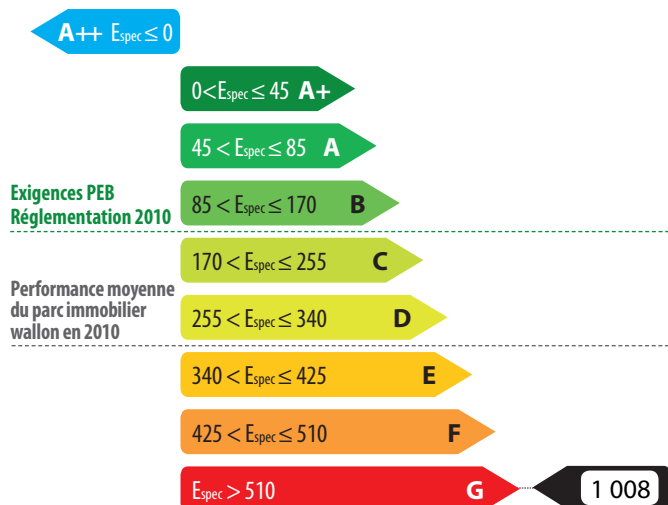 A++ Espec ≤ 0
0<Espec ≤ 45 A+
45 < Espec ≤ 85 A
Exigences PEB
Réglementation 2010
85 < Espec ≤ 170 B
170 < Espec ≤ 255 C
Performance moyenne
du parc immobilier
wallon en 2010
255 < Espec ≤ 340 D
340 < Espec ≤ 425 E
425 < Espec ≤ 510 F
Espec > 510 G
1 008